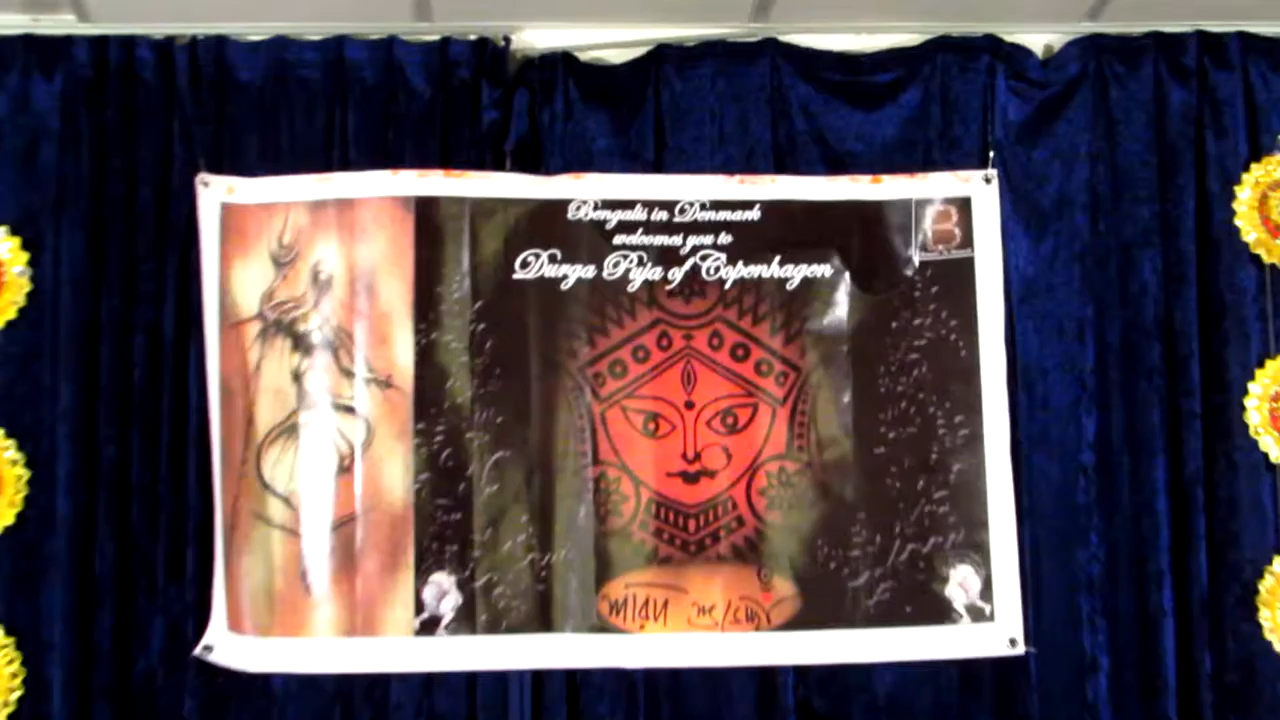 Bengalis in Denmark
welcomes you to
Durga Puja of Copenhagen
B